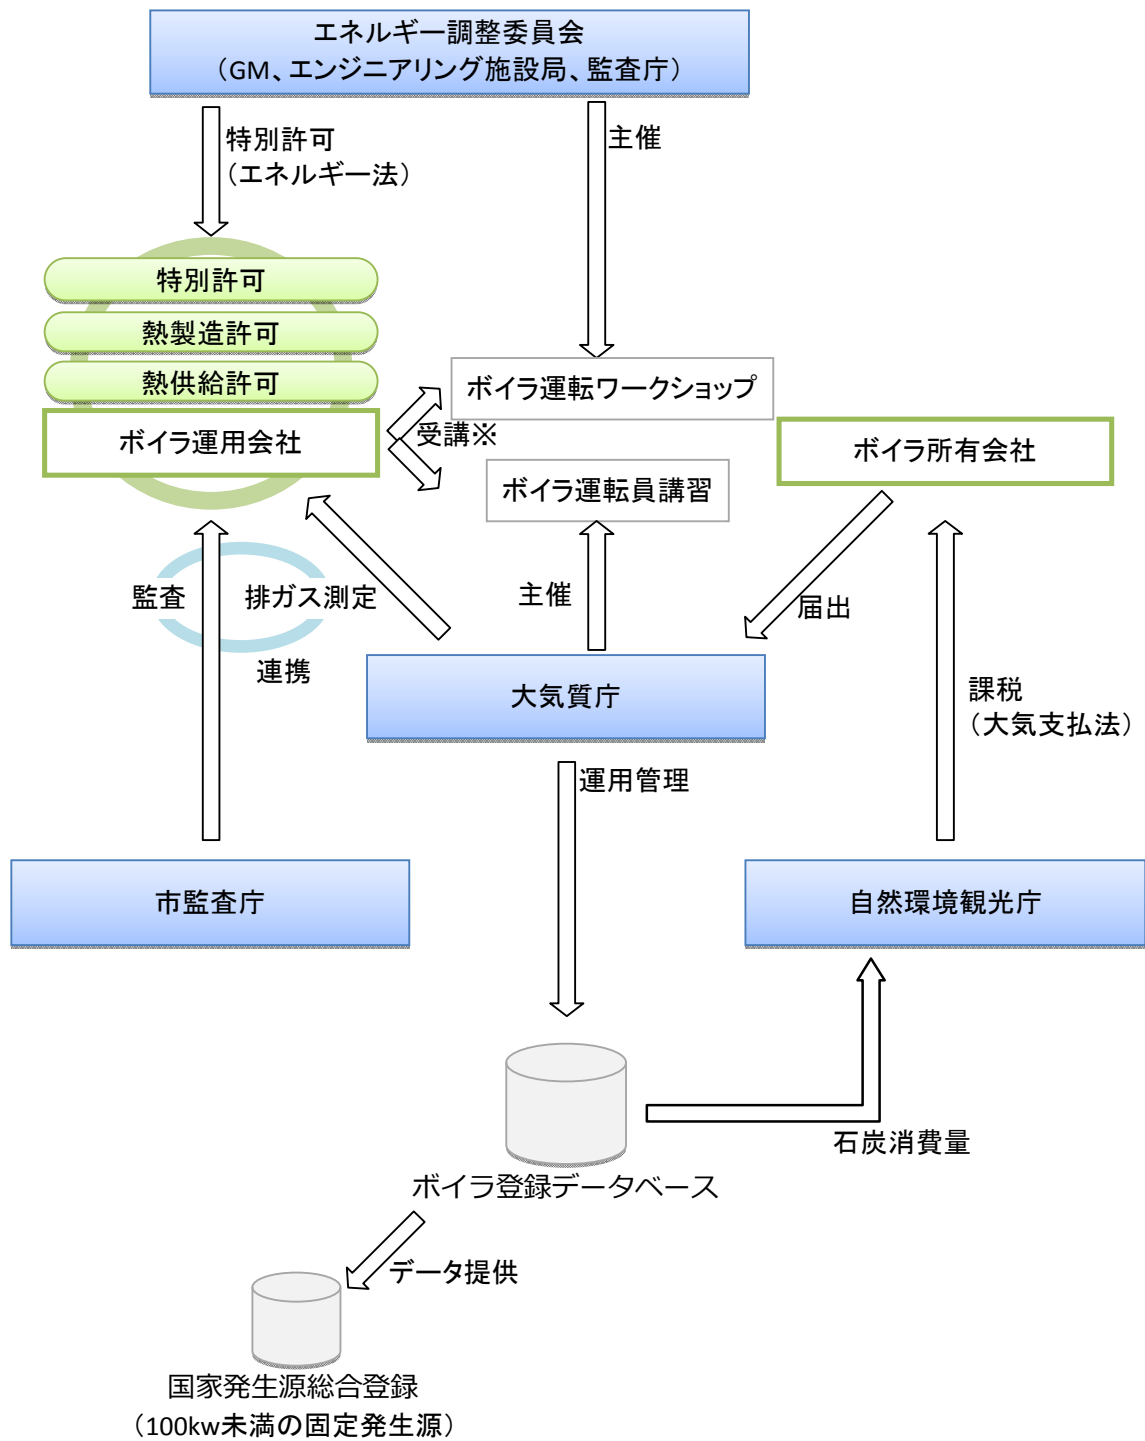 エネルギー調整委員会
（GM、エンジニアリング施設局、監査庁）
特別許可
（エネルギー法）
主催
特別許可
熱製造許可
熱供給許可
ボイラ運用会社
ボイラ運転ワークショップ
受講※
ボイラ運転員講習
ボイラ所有会社
監査
排ガス測定
連携
主催
届出
大気質庁
課税
（大気支払法）
運用管理
市監査庁
自然環境観光庁
石炭消費量
ボイラ登録データベース
データ提供
国家発生源総合登録
（100kw未満の固定発生源）